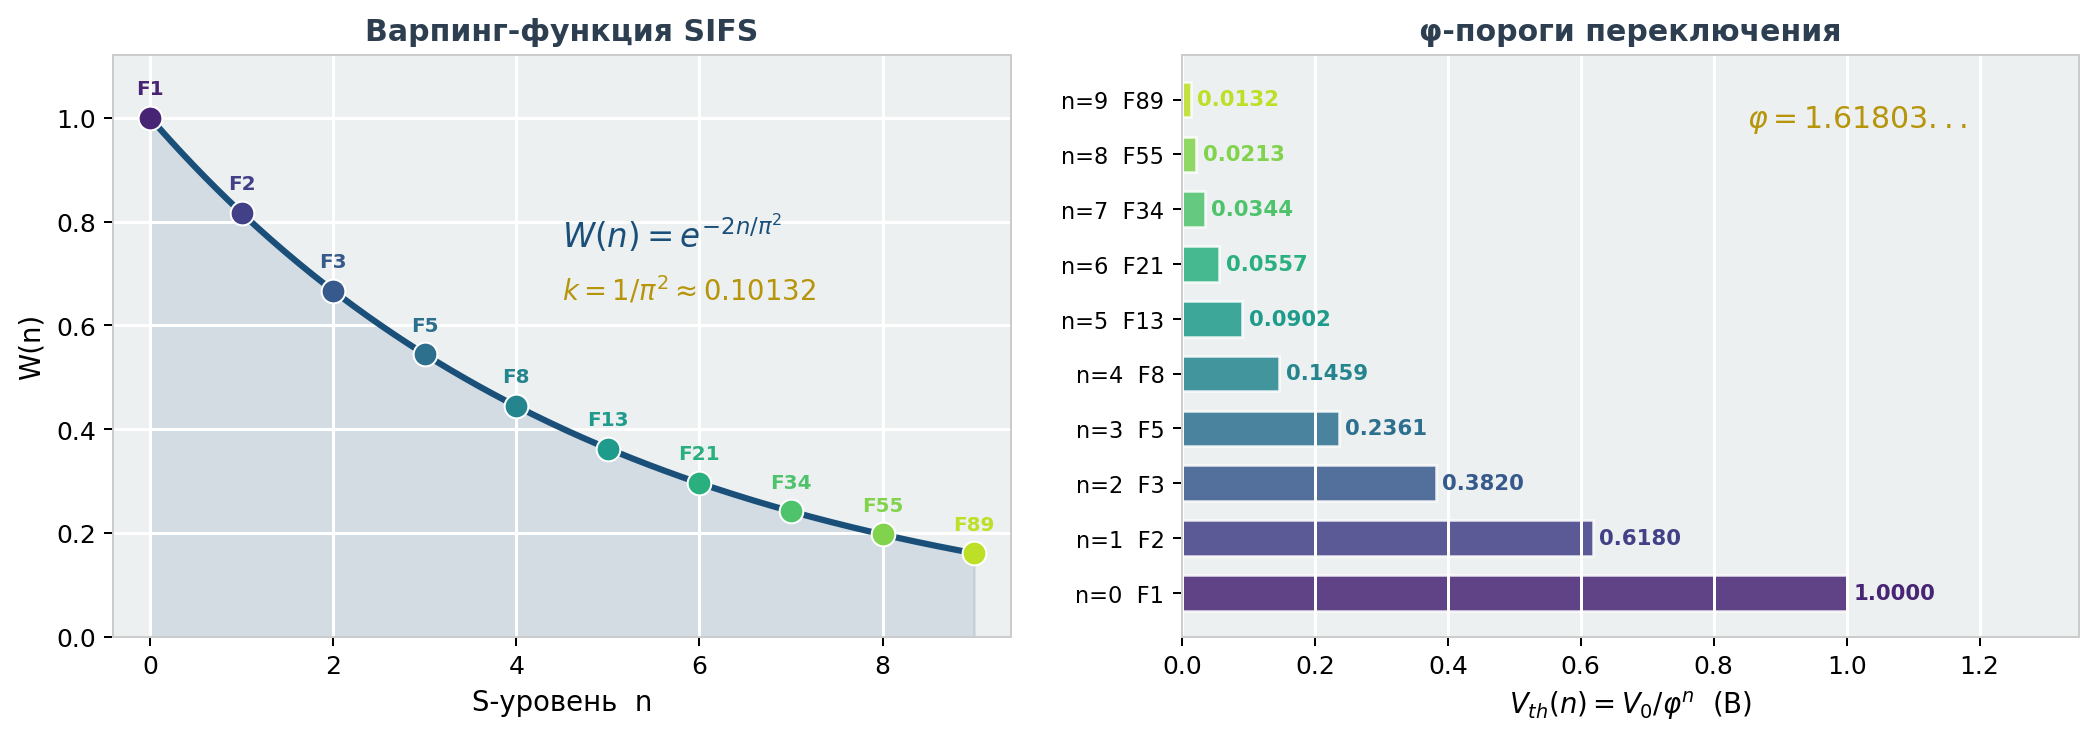 Варпинг-функция SIFS
W(n)
1.0
0.8
0.6
0.4
0.2
0.0
F1
F2
F3
F5
F8
F13
F21
F34
F55
F89
W(n) = e^{−2n/π²}
k = 1/π² ≈ 0.10132
0 2 4 6 8
S-уровень n
φ-пороги переключения
φ = 1.61803...
n=9 F89 0.0132
n=8 F55 0.0213
n=7 F34 0.0344
n=6 F21 0.0557
n=5 F13 0.0902
n=4 F8 0.1459
n=3 F5 0.2361
n=2 F3 0.3820
n=1 F2 0.6180
n=0 F1 1.0000
0.0 0.2 0.4 0.6 0.8 1.0 1.2
V_{th}(n) = V_0/φ^n (В)